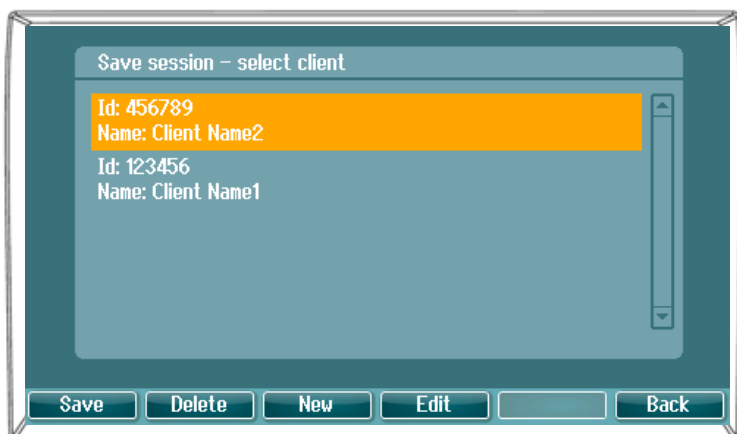 Save session – select client
Id: 456789
Name: Client Name2
Id: 123456
Name: Client Name1
Save Delete New Edit Back